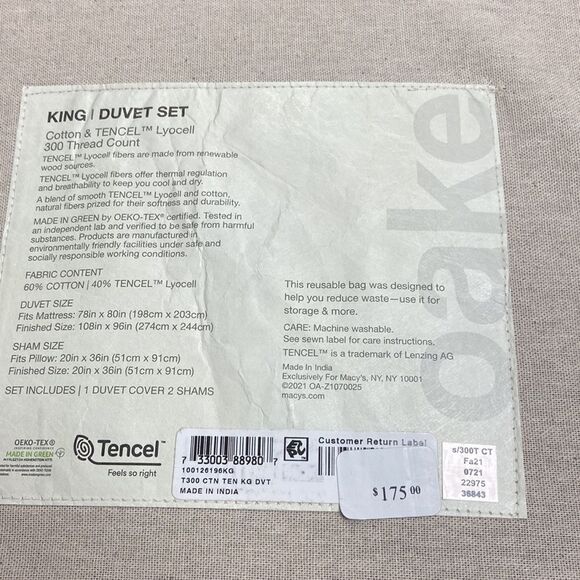 KING | DUVET SET
Cotton & TENCEL™ Lyocell
300 Thread Count
TENCEL™ Lyocell fibers are made from renewable
wood sources.
TENCEL™ Lyocell fibers offer thermal regulation
and breathability to keep you cool and dry.
A blend of smooth TENCEL™ Lyocell and cotton,
natural fibers prized for their softness and durability.
MADE IN GREEN by OEKO-TEX® certified. Tested in
an independent lab and verified to be safe from harmful
substances. Products are manufactured in
environmentally friendly facilities under safe and
socially responsible working conditions.
FABRIC CONTENT
60% COTTON | 40% TENCEL™ Lyocell
DUVET SIZE
Fits Mattress: 78in x 80in (198cm x 203cm)
Finished Size: 108in x 96in (274cm x 244cm)
SHAM SIZE
Fits Pillow: 20in x 36in (51cm x 91cm)
Finished Size: 20in x 36in (51cm x 91cm)
SET INCLUDES | 1 DUVET COVER 2 SHAMS
oake
This reusable bag was designed to
help you reduce waste—use it for
storage & more.
CARE: Machine washable.
See sewn label for care instructions.
TENCEL™ is a trademark of Lenzing AG
Made In India
Exclusively For Macy's, NY, NY 10001
©2021 OA-Z1070025
macys.com
OEKO-TEX®
INSPIRING CONFIDENCE
MADE IN GREEN
Tencel™
Feels so right
7 33003 88980 7
100126196KG
T300 CTN TEN KG DVT
MADE IN INDIA
Customer Return Label
$175.00
s/300T CT
Fa21
0721
22975
36843